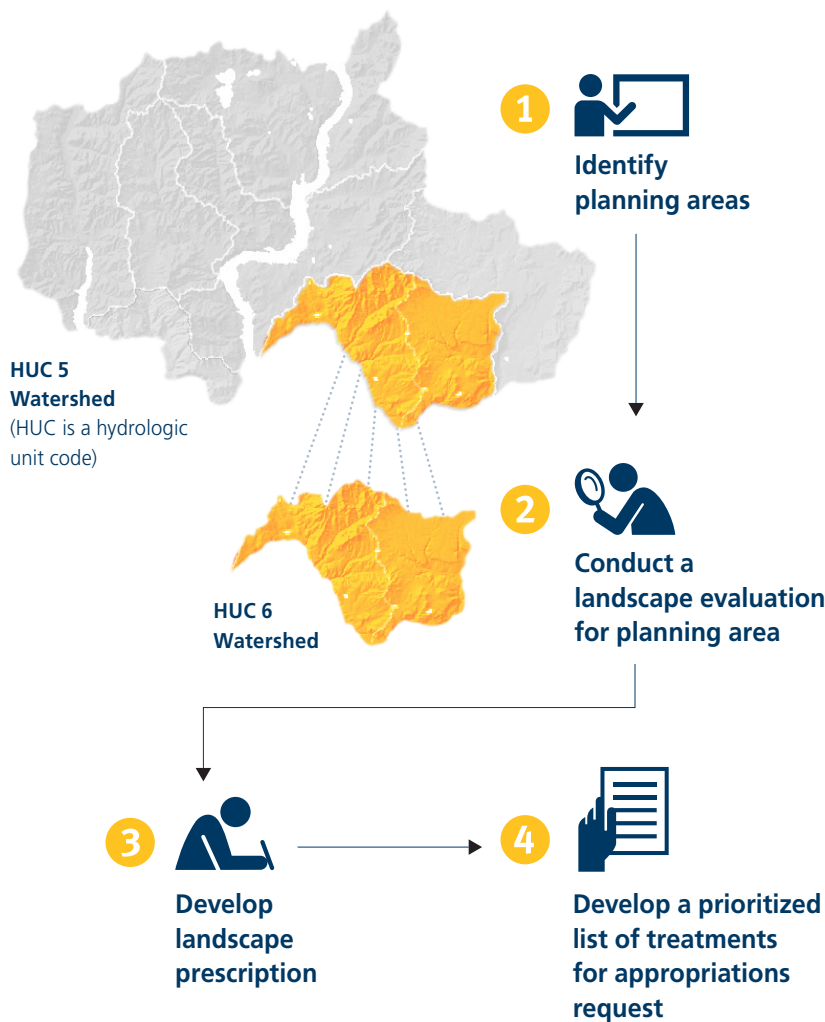 1
Identify
planning areas
HUC 5
Watershed
(HUC is a hydrologic
unit code)
2
Conduct a
landscape evaluation
for planning area
HUC 6
Watershed
3
Develop
landscape
prescription
4
Develop a prioritized
list of treatments
for appropriations
request